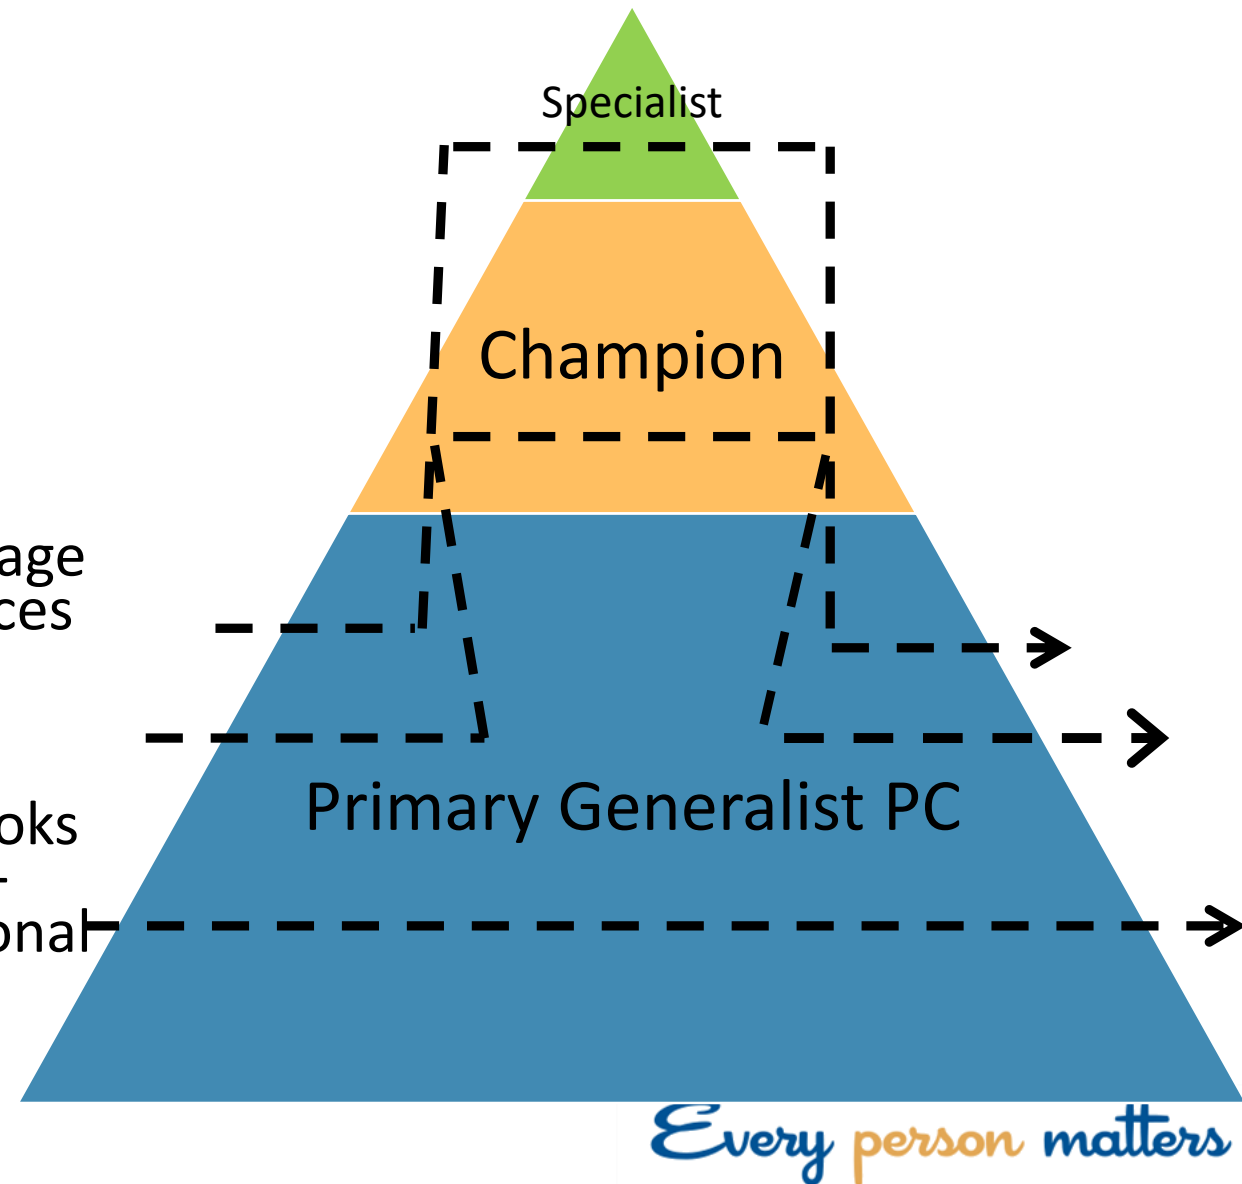 Specialist
Champion
age
ces
Primary Generalist PC
oks
-
onal
Every person matters